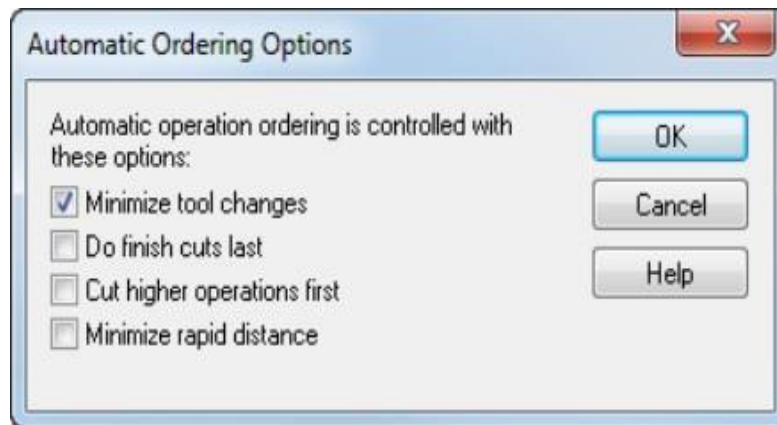 Automatic Ordering Options
X
Automatic operation ordering is controlled with
these options:
OK
Minimize tool changes
Cancel
Do finish cuts last
Cut higher operations first
Help
Minimize rapid distance